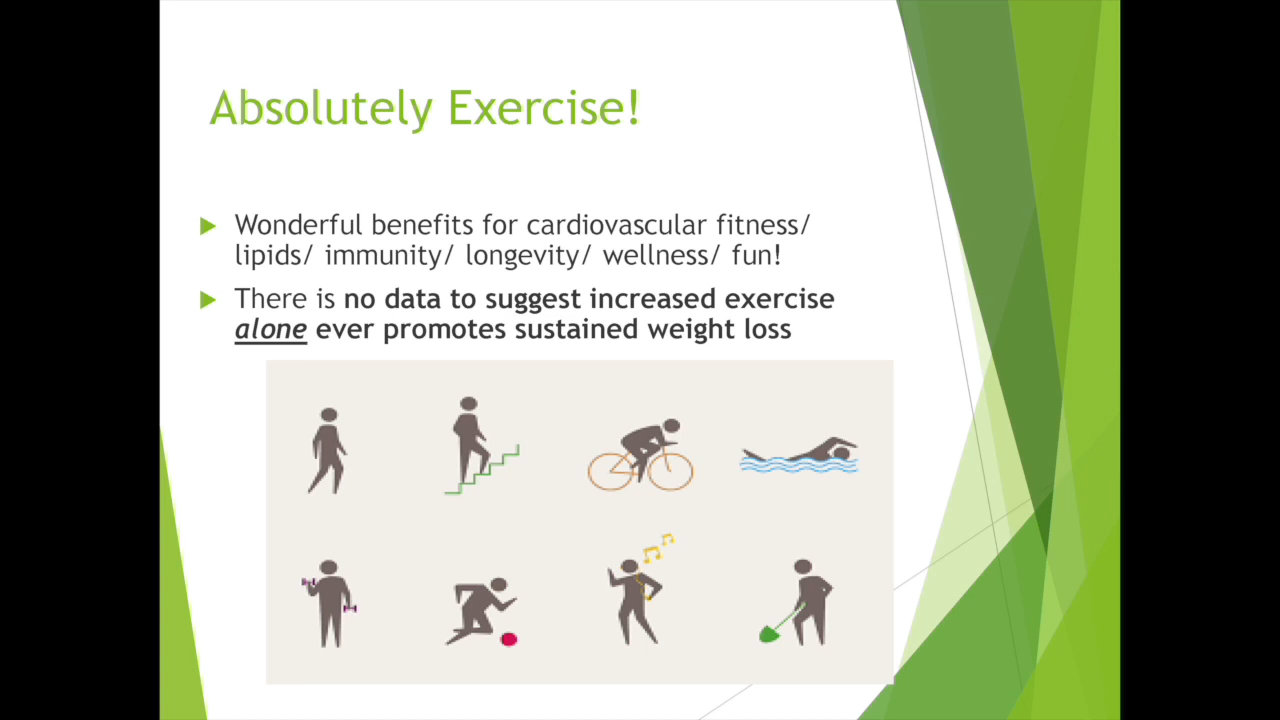 Absolutely Exercise!
Wonderful benefits for cardiovascular fitness/
lipids/ immunity/ longevity/ wellness/ fun!
There is no data to suggest increased exercise
alone ever promotes sustained weight loss